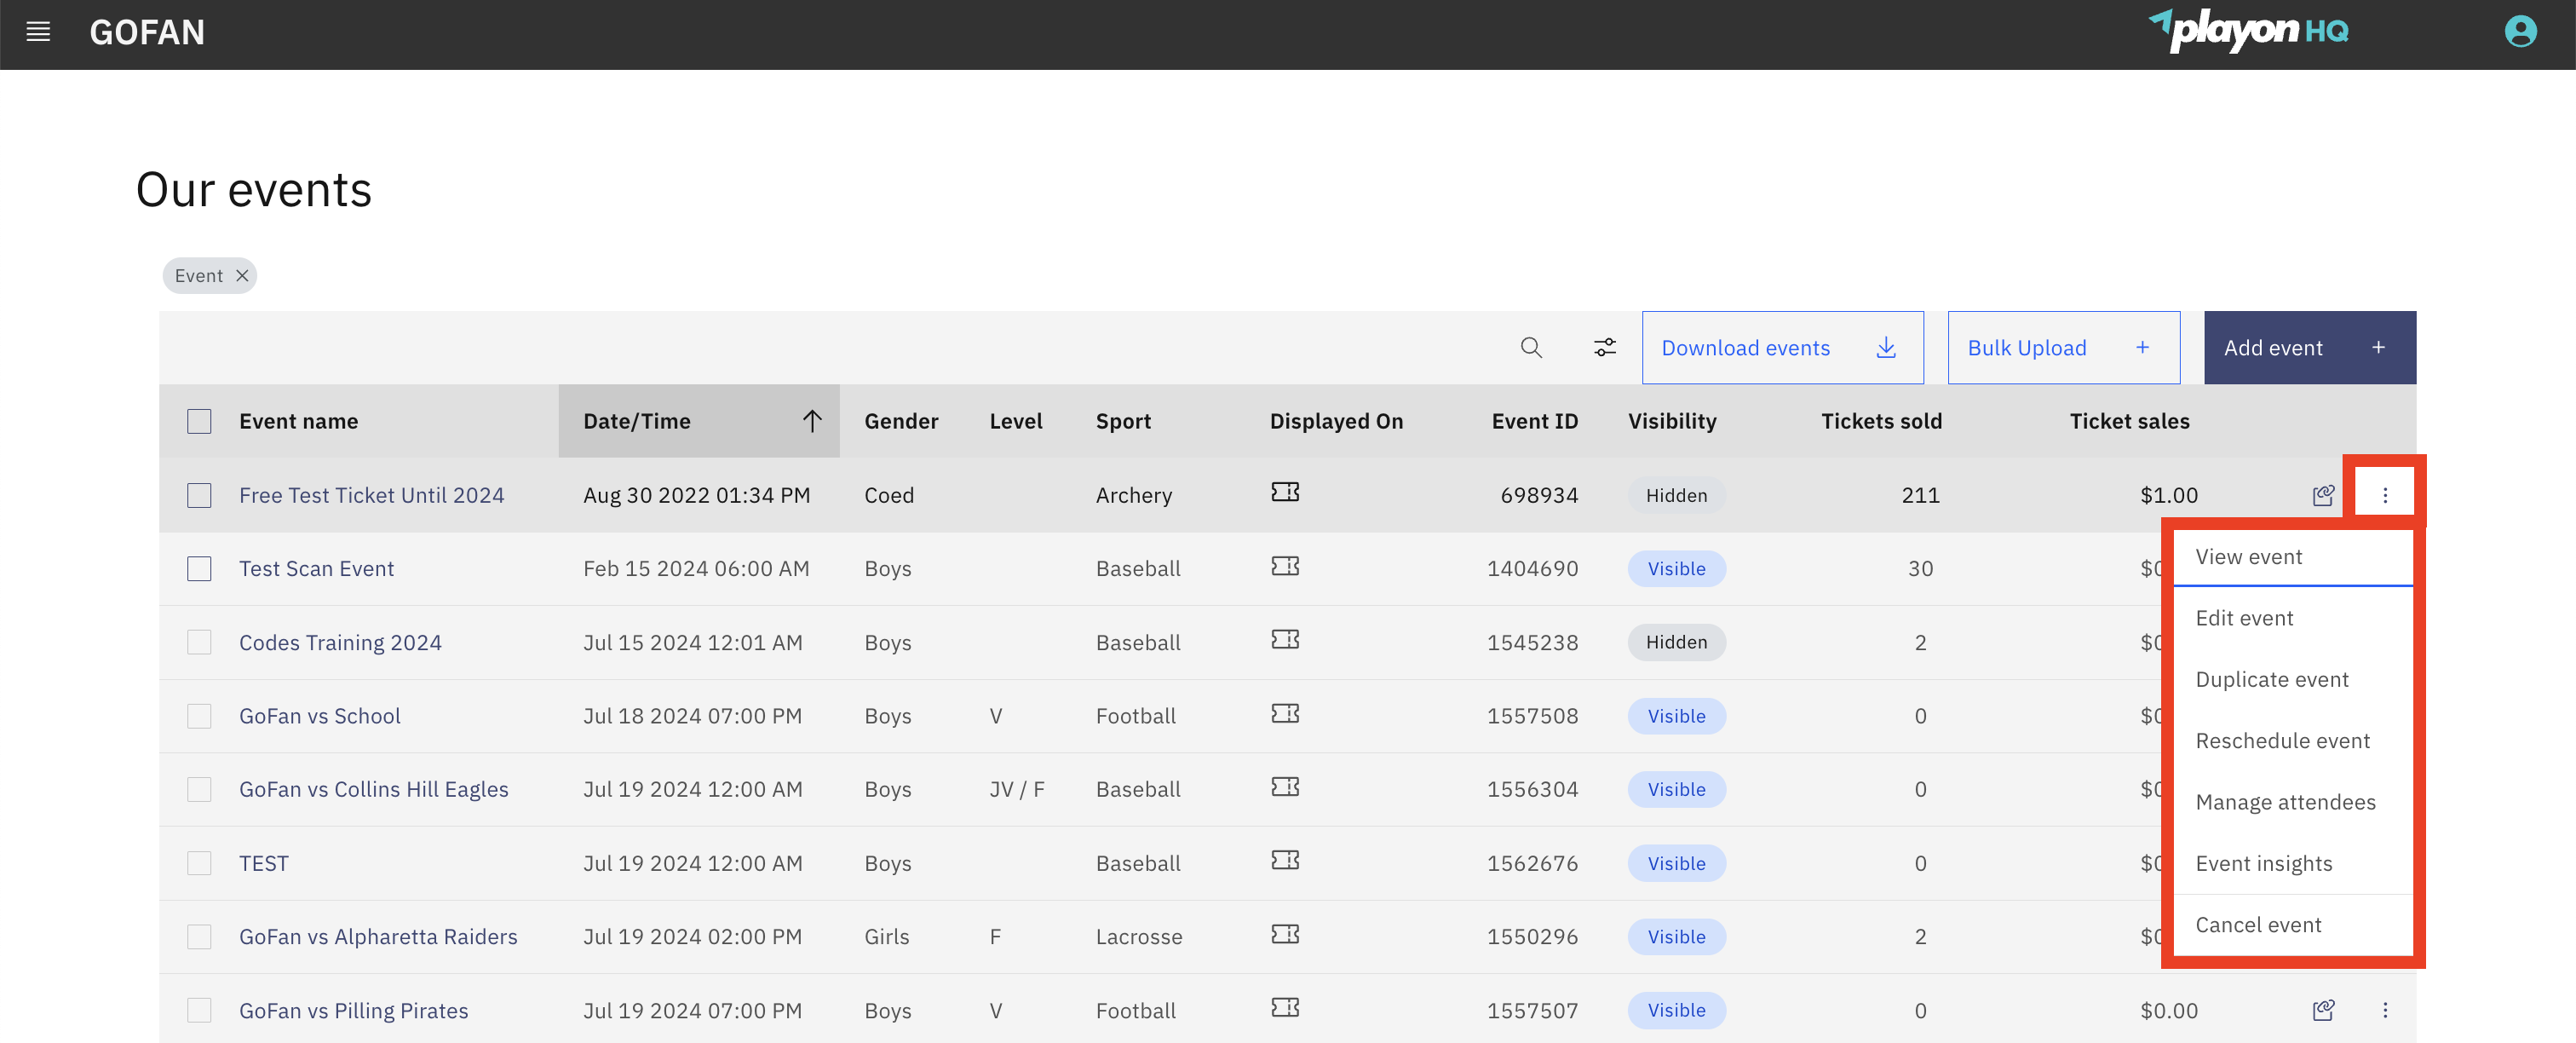 GOFAN
playon HQ
Our events
Event
Download events
Bulk Upload +
Add event +
Event name Date/Time Gender Level Sport Displayed On Event ID Visibility Tickets sold Ticket sales
Free Test Ticket Until 2024 Aug 30 2022 01:34 PM Coed Archery 698934 Hidden 211 $1.00
Test Scan Event Feb 15 2024 06:00 AM Boys Baseball 1404690 Visible 30
Codes Training 2024 Jul 15 2024 12:01 AM Boys Baseball 1545238 Hidden 2
GoFan vs School Jul 18 2024 07:00 PM Boys V Football 1557508 Visible 0
GoFan vs Collins Hill Eagles Jul 19 2024 12:00 AM Boys JV / F Baseball 1556304 Visible 0
TEST Jul 19 2024 12:00 AM Boys Baseball 1562676 Visible 0
GoFan vs Alpharetta Raiders Jul 19 2024 02:00 PM Girls F Lacrosse 1550296 Visible 2
GoFan vs Pilling Pirates Jul 19 2024 07:00 PM Boys V Football 1557507 Visible 0 $0.00
View event
Edit event
Duplicate event
Reschedule event
Manage attendees
Event insights
Cancel event